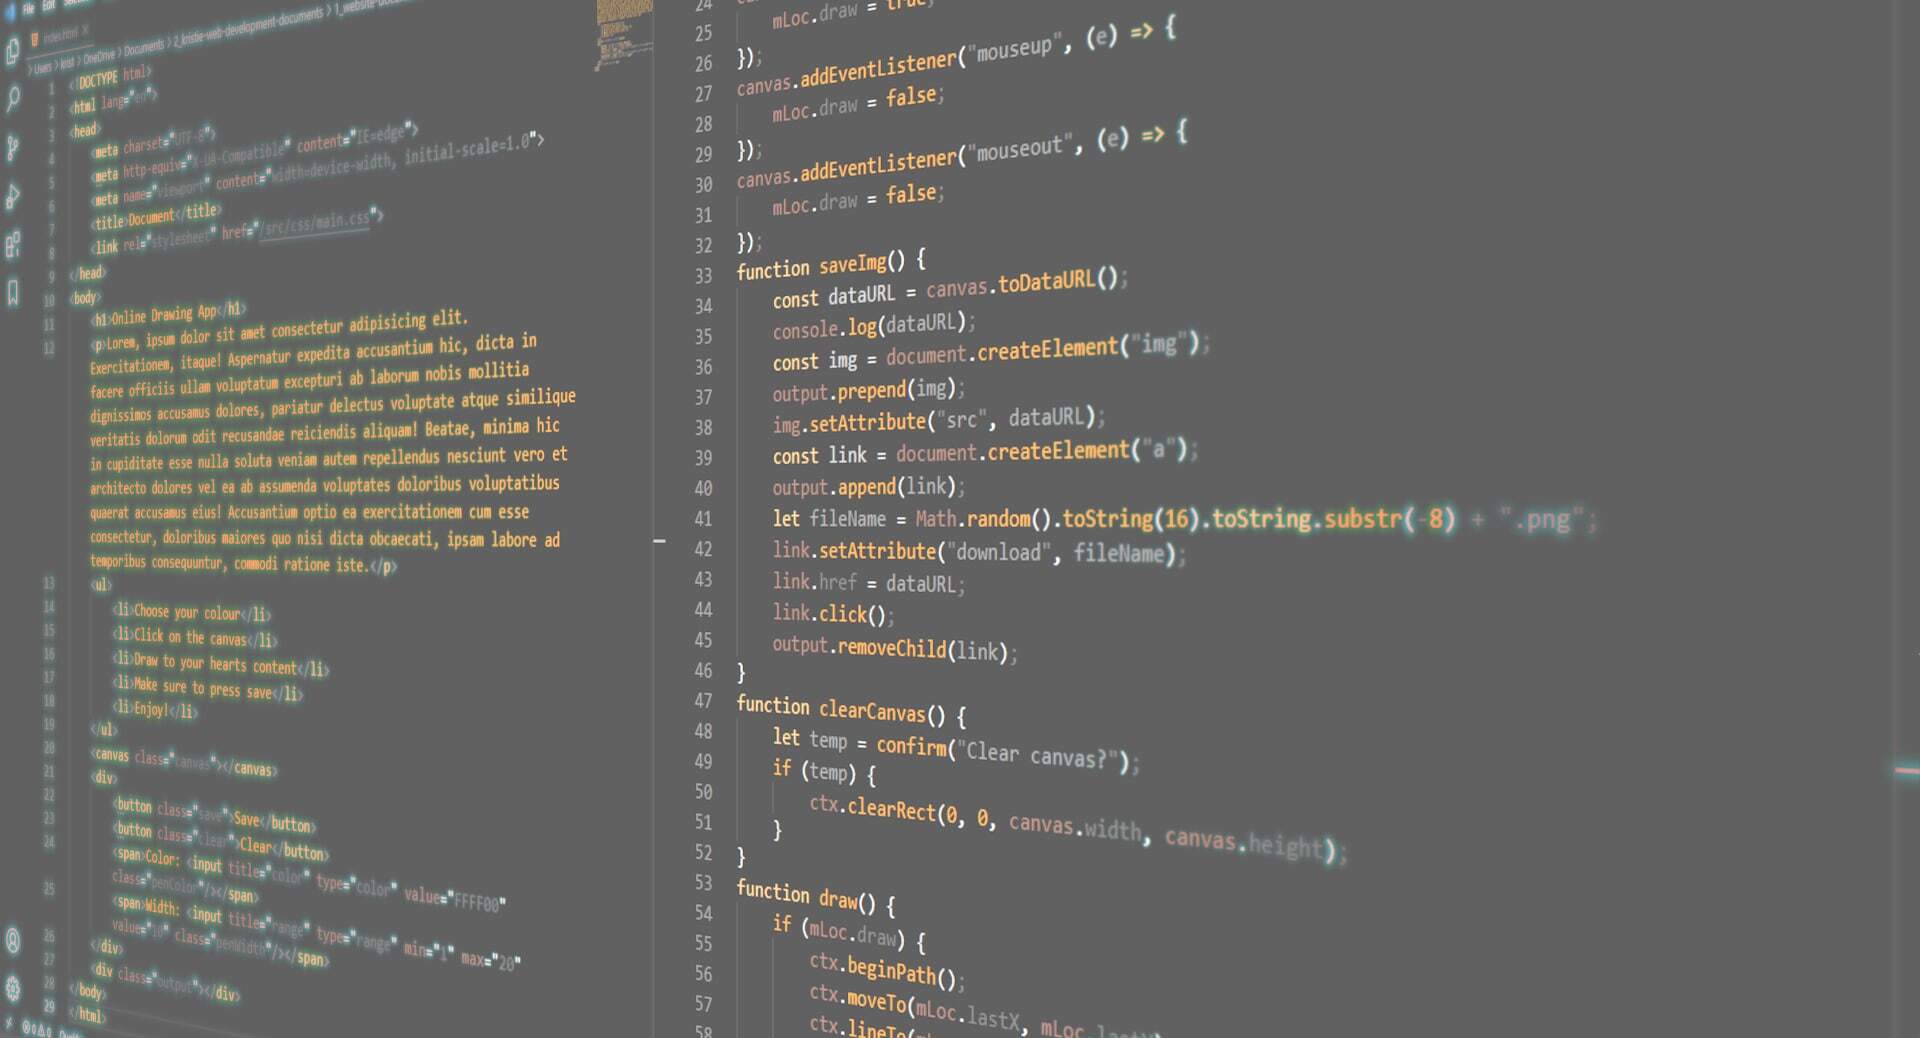 File Edit
index.html
Users > krist > OneDrive > Documents > 2_kristie-web-development-documents > 1_website-docu
1 <!DOCTYPE html>
2 <html lang="en">
3 <head>
4 <meta charset="UTF-8">
5 <meta http-equiv="X-UA-Compatible" content="IE=edge">
6 <meta name="viewport" content="width=device-width, initial-scale=1.0">
7 <title>Document</title>
8 <link rel="stylesheet" href="/src/css/main.css">
9 </head>
10 <body>
11 <h1>Online Drawing App</h1>
12 <p>Lorem, ipsum dolor sit amet consectetur adipisicing elit.
Exercitationem, itaque! Aspernatur expedita accusantium hic, dicta in
facere officiis ullam voluptatum excepturi ab laborum nobis mollitia
dignissimos accusamus dolores, pariatur delectus voluptate atque similique
veritatis dolorum odit recusandae reiciendis aliquam! Beatae, minima hic
in cupiditate esse nulla soluta veniam autem repellendus nesciunt vero et
architecto dolores vel ea ab assumenda voluptates doloribus voluptatibus
quaerat accusamus eius! Accusantium optio ea exercitationem cum esse
consectetur, doloribus maiores quo nisi dicta obcaecati, ipsam labore ad
temporibus consequuntur, commodi ratione iste.</p>
13 <ul>
14 <li>Choose your colour</li>
15 <li>Click on the canvas</li>
16 <li>Draw to your hearts content</li>
17 <li>Make sure to press save</li>
18 <li>Enjoy!</li>
19 </ul>
20 <canvas class="canvas"></canvas>
21 <div>
22 <button class="save">Save</button>
23 <button class="clear">Clear</button>
24 <span>Color: <input title="color" type="color" value="FFFF00"
class="penColor"/></span>
25 <span>Width: <input title="range" type="range" min="1" max="20"
value="10" class="penWidth"/></span>
26 </div>
27 <div class="output"></div>
28 </body>
29 </html>
24 mLoc.draw = true;
25 });
26 canvas.addEventListener("mouseup", (e) => {
27 mLoc.draw = false;
28 });
29 canvas.addEventListener("mouseout", (e) => {
30 mLoc.draw = false;
31 });
32
33 function saveImg() {
34 const dataURL = canvas.toDataURL();
35 console.log(dataURL);
36 const img = document.createElement("img");
37 output.prepend(img);
38 img.setAttribute("src", dataURL);
39 const link = document.createElement("a");
40 output.append(link);
41 let fileName = Math.random().toString(16).toString.substr(-8) + ".png";
42 link.setAttribute("download", fileName);
43 link.href = dataURL;
44 link.click();
45 output.removeChild(link);
46 }
47 function clearCanvas() {
48 let temp = confirm("Clear canvas?");
49 if (temp) {
50 ctx.clearRect(0, 0, canvas.width, canvas.height);
51 }
52 }
53 function draw() {
54 if (mLoc.draw) {
55 ctx.beginPath();
56 ctx.moveTo(mLoc.lastX, mLoc.lastY
57 ctx.lineTo(
58